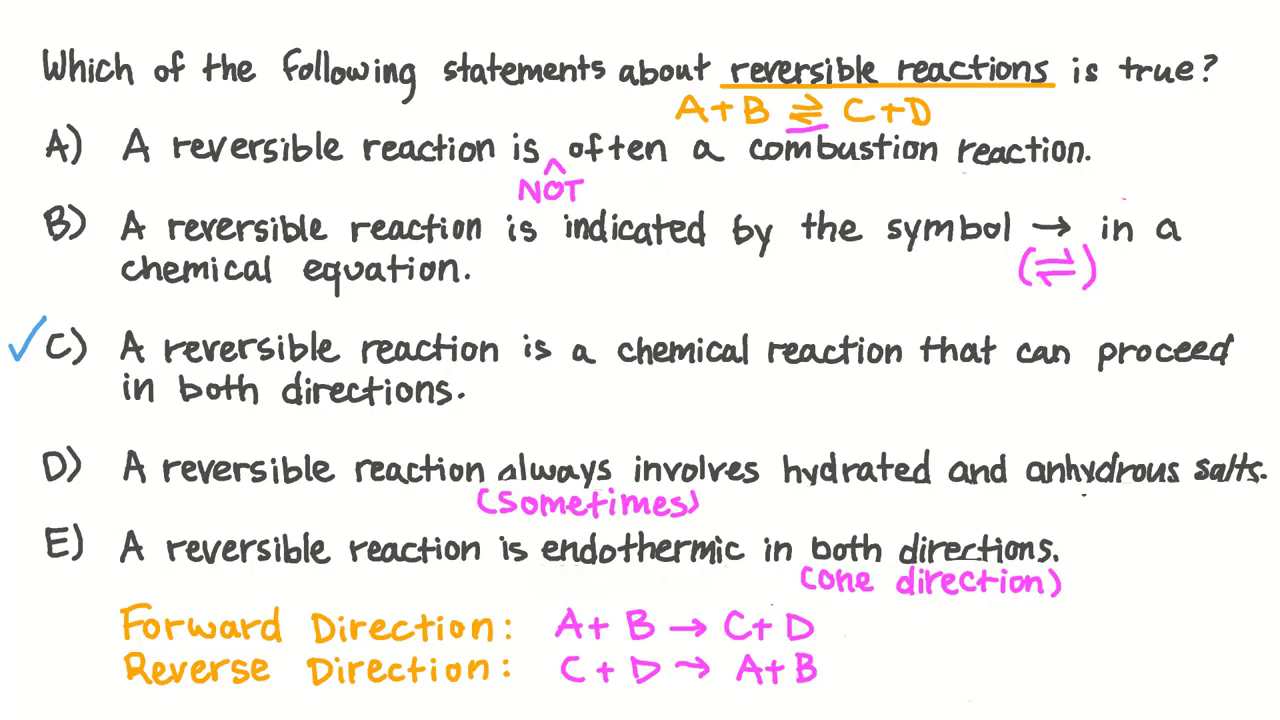 Which of the following statements about reversible reactions is true?
A + B ⇌ C + D
A) A reversible reaction is often a combustion reaction.
^
NOT
B) A reversible reaction is indicated by the symbol → in a
(⇌)
chemical equation.
✓ C) A reversible reaction is a chemical reaction that can proceed
in both directions.
D) A reversible reaction always involves hydrated and anhydrous salts.
(sometimes)
E) A reversible reaction is endothermic in both directions.
(one direction)
Forward Direction: A + B → C + D
Reverse Direction: C + D → A + B